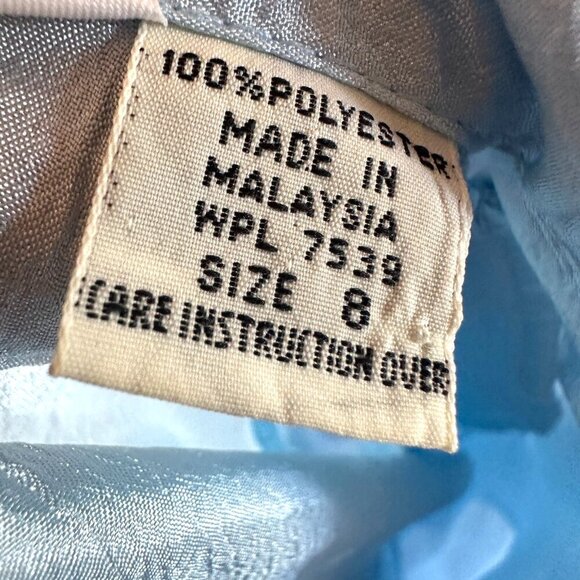 100%POLYESTER
MADE IN
MALAYSIA
WPL 7539
SIZE 8
CARE INSTRUCTION OVER